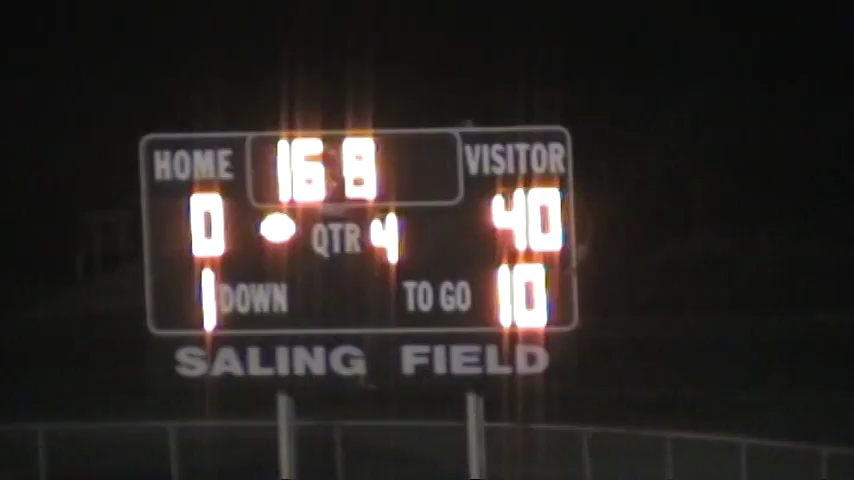 HOME 16 8 VISITOR
0 QTR 4 40
1 DOWN TO GO 10
SALING FIELD